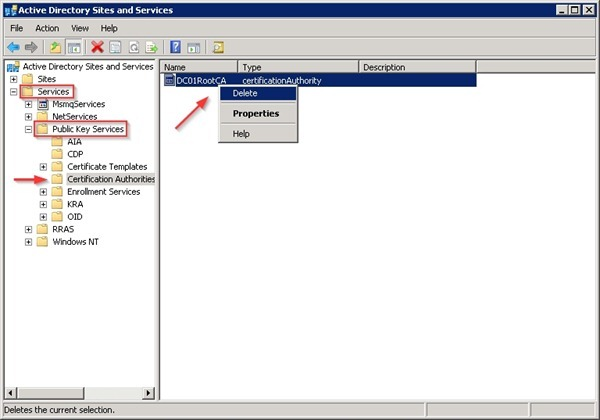 Active Directory Sites and Services
File Action View Help
Active Directory Sites and Services
Sites
Services
MsmqServices
NetServices
Public Key Services
AIA
CDP
Certificate Templates
Certification Authorities
Enrollment Services
KRA
OID
RRAS
Windows NT
Name Type Description
DC01RootCA certificationAuthority
Delete
Properties
Help
Deletes the current selection.